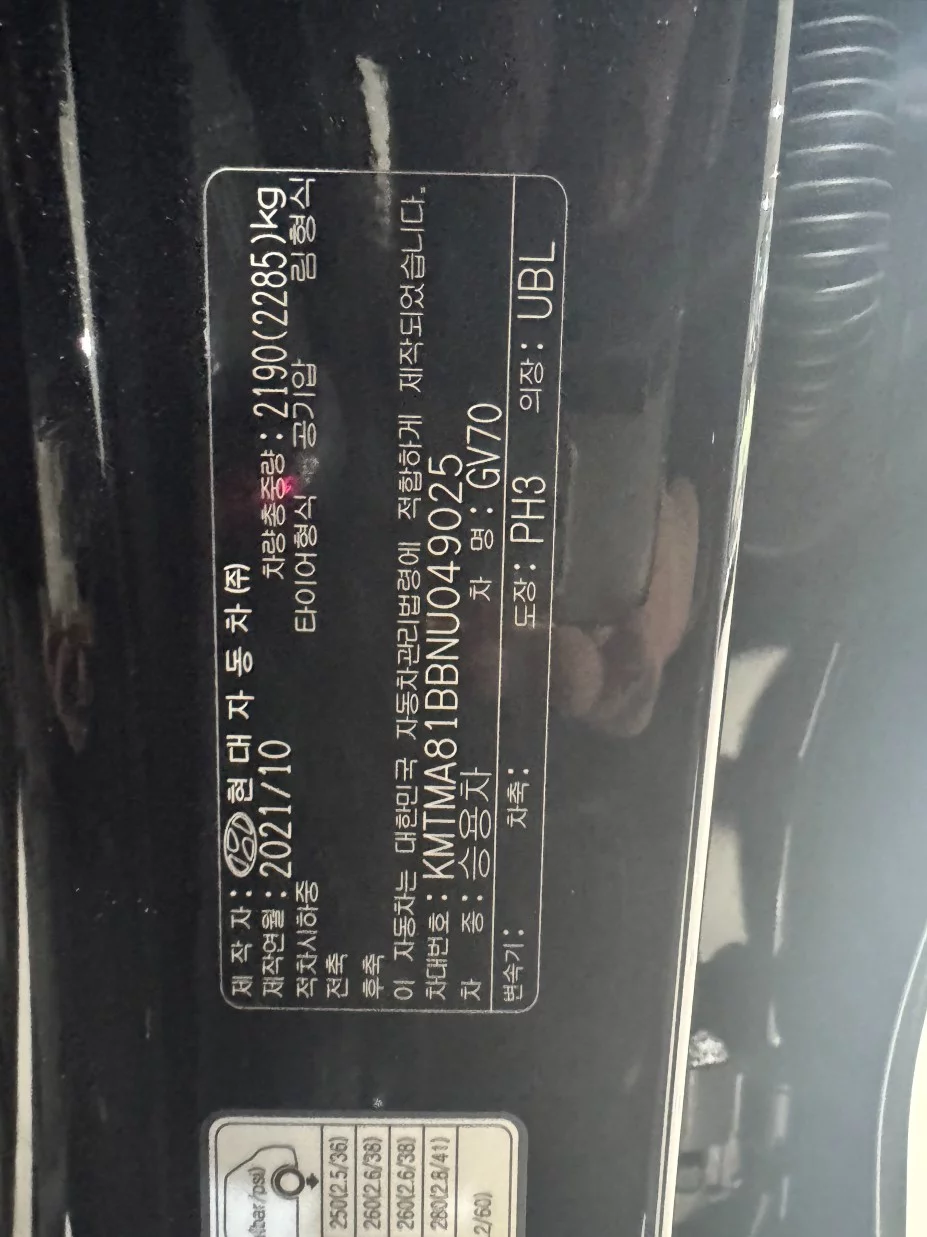 제 작 자 : 현 대 자 동 차 (주)
제작연월 : 2021/10 차량총중량 : 2190(2285)kg
적차시하중 타이어형식 공기압 림형식
전축
후축
이 자동차는 대한민국 자동차관리법령에 적합하게 제작되었습니다.
차대번호 : KMTMA81BBNU049025
차 종 : 승용차 차 명 : GV70
변속기 : 차축 : 도장 : PH3 의장 : UBL
(bar/psi)
250(2.5/36)
260(2.6/38)
260(2.6/38)
280(2.8/41)
2/60)